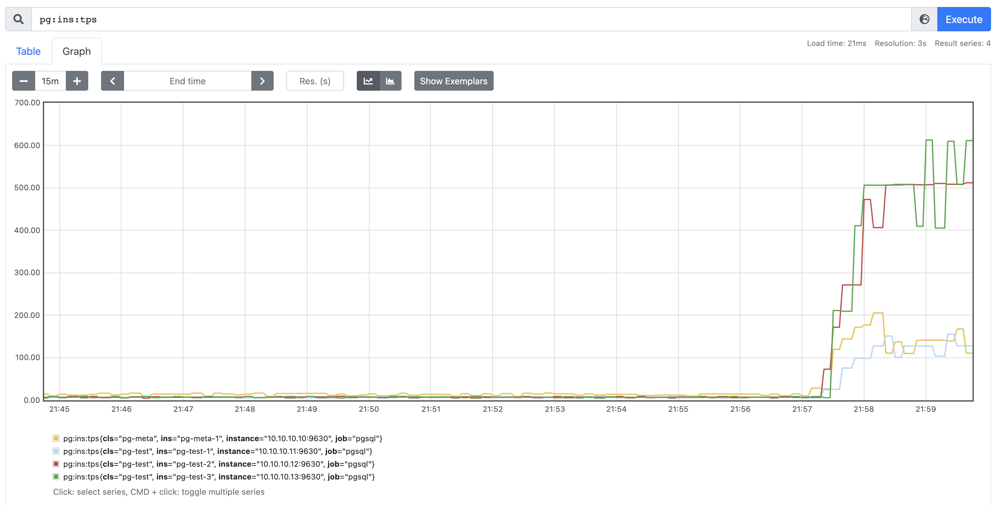 pg:ins:tps
Execute
Table
Graph
Load time: 21ms Resolution: 3s Result series: 4
15m
End time
Res. (s)
Show Exemplars
700.00
600.00
500.00
400.00
300.00
200.00
100.00
0.00
21:45 21:46 21:47 21:48 21:49 21:50 21:51 21:52 21:53 21:54 21:55 21:56 21:57 21:58 21:59
pg:ins:tps{cls="pg-meta", ins="pg-meta-1", instance="10.10.10.10:9630", job="pgsql"}
pg:ins:tps{cls="pg-test", ins="pg-test-1", instance="10.10.10.11:9630", job="pgsql"}
pg:ins:tps{cls="pg-test", ins="pg-test-2", instance="10.10.10.12:9630", job="pgsql"}
pg:ins:tps{cls="pg-test", ins="pg-test-3", instance="10.10.10.13:9630", job="pgsql"}
Click: select series, CMD + click: toggle multiple series